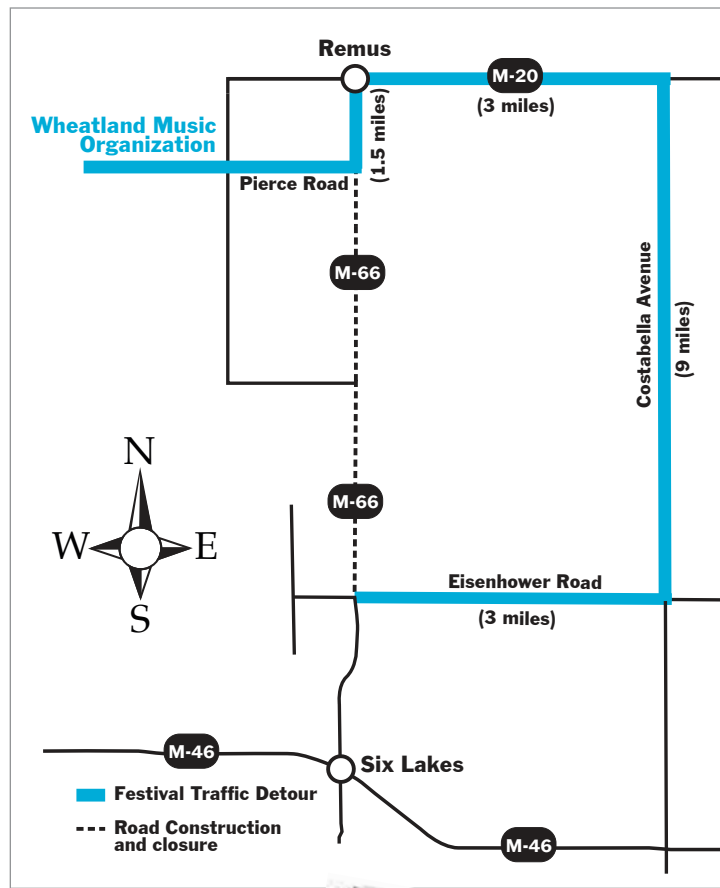 Remus
M-20
(3 miles)
Wheatland Music
Organization
(1.5 miles)
Pierce Road
M-66
Costabella Avenue
(9 miles)
M-66
N
W
E
S
Eisenhower Road
(3 miles)
M-46
Six Lakes
Festival Traffic Detour
Road Construction
and closure
M-46